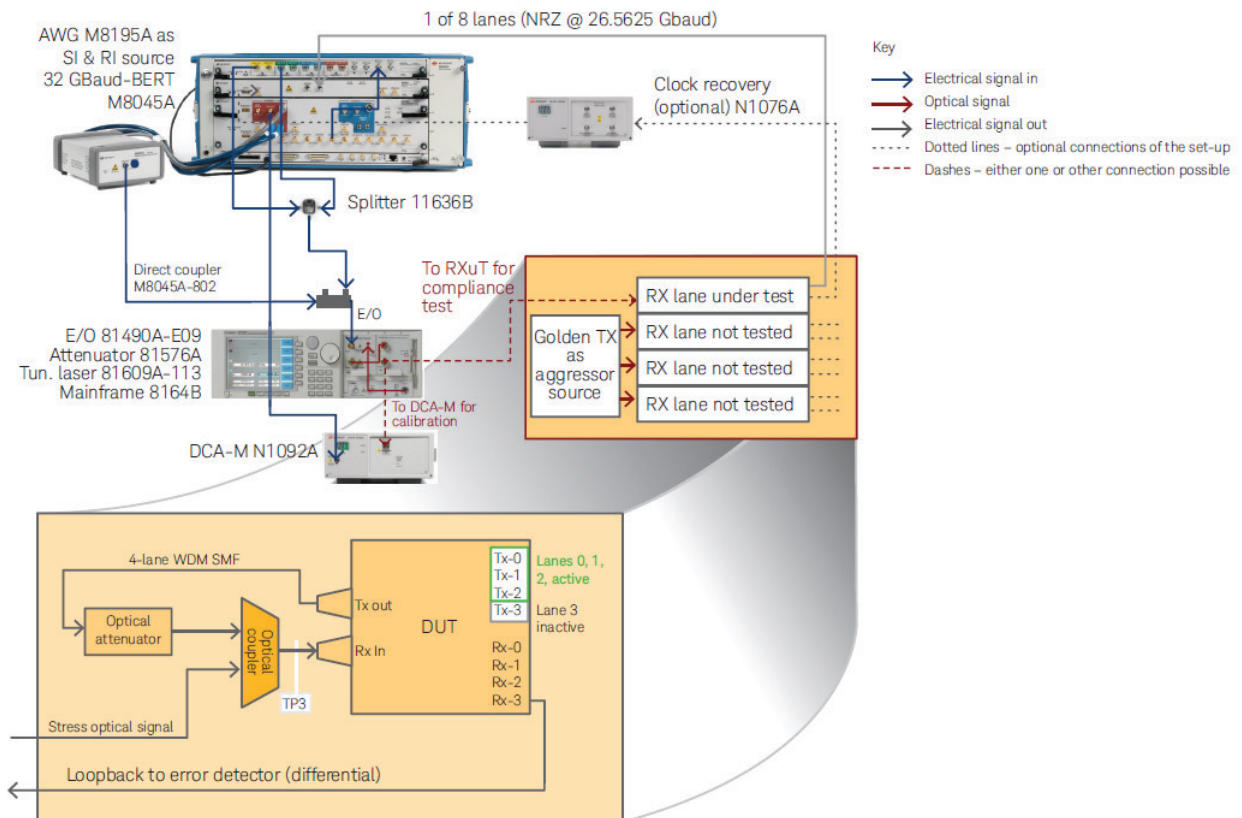 1 of 8 lanes (NRZ @ 26.5625 Gbaud)
AWG M8195A as
SI & RI source
32 GBaud-BERT
M8045A
Clock recovery
(optional) N1076A
Key
Electrical signal in
Optical signal
Electrical signal out
Dotted lines – optional connections of the set-up
Dashes – either one or other connection possible
Splitter 11636B
Direct coupler
M8045A-802
E/O
To RXuT for
compliance
test
E/O 81490A-E09
Attenuator 81576A
Tun. laser 81609A-113
Mainframe 8164B
To DCA-M for
calibration
DCA-M N1092A
Golden TX
as
aggressor
source
RX lane under test
RX lane not tested
RX lane not tested
RX lane not tested
4-lane WDM SMF
Optical
attenuator
Optical
coupler
TP3
Stress optical signal
Loopback to error detector (differential)
Tx out
Rx In
DUT
Tx-0
Tx-1
Tx-2
Tx-3
Lanes 0, 1,
2, active
Lane 3
inactive
Rx-0
Rx-1
Rx-2
Rx-3